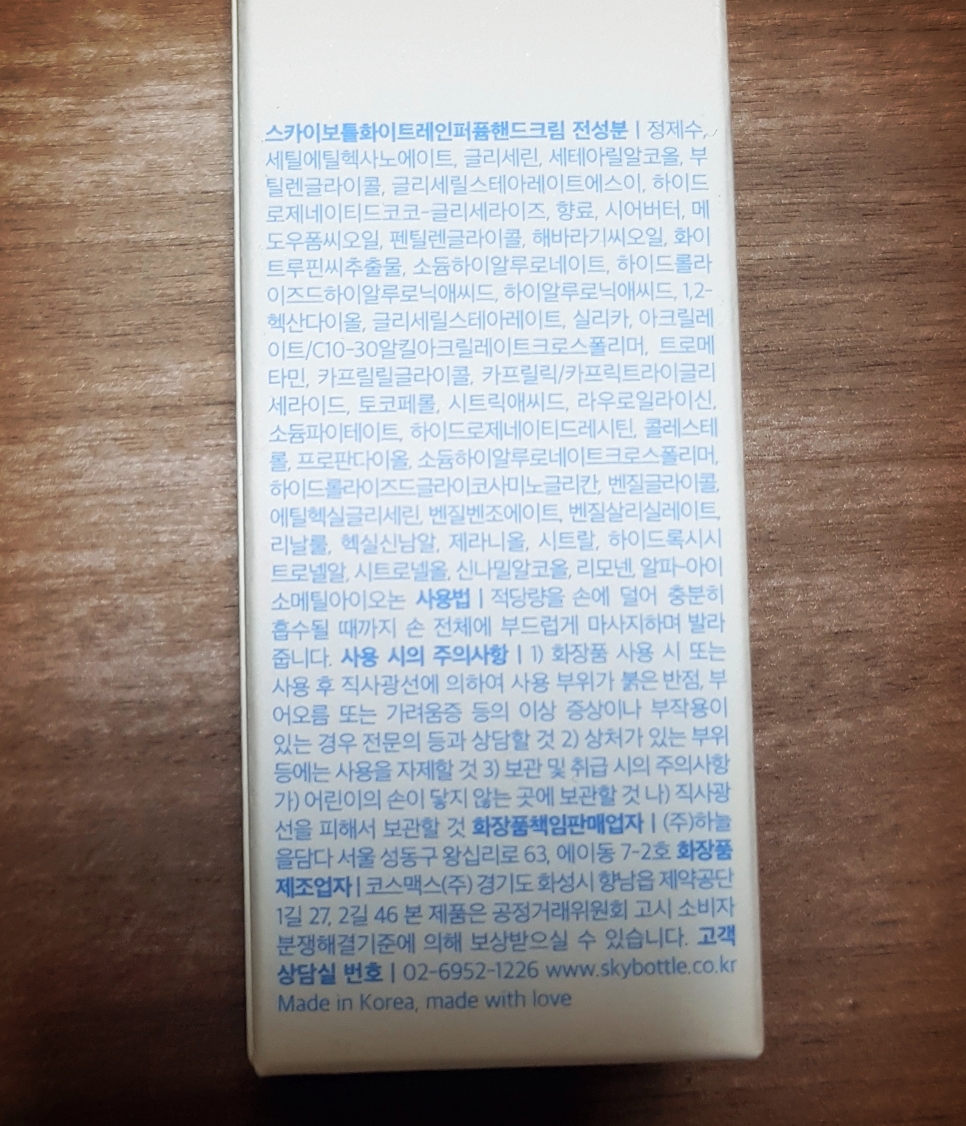 스카이보틀화이트레인퍼퓸핸드크림 전성분 | 정제수,
세틸에틸헥사노에이트, 글리세린, 세테아릴알코올, 부
틸렌글라이콜, 글리세릴스테아레이트에스이, 하이드
로제네이티드코코-글리세라이즈, 향료, 시어버터, 메
도우폼씨오일, 펜틸렌글라이콜, 해바라기씨오일, 화이
트루핀씨추출물, 소듐하이알루로네이트, 하이드롤라
이즈드하이알루로닉애씨드, 하이알루로닉애씨드, 1,2-
헥산다이올, 글리세릴스테아레이트, 실리카, 아크릴레
이트/C10-30알킬아크릴레이트크로스폴리머, 트로메
타민, 카프릴릴글라이콜, 카프릴릭/카프릭트라이글리
세라이드, 토코페롤, 시트릭애씨드, 라우로일라이신,
소듐파이테이트, 하이드로제네이티드레시틴, 콜레스테
롤, 프로판다이올, 소듐하이알루로네이트크로스폴리머,
하이드롤라이즈드글라이코사미노글리칸, 벤질글라이콜,
에틸헥실글리세린, 벤질벤조에이트, 벤질살리실레이트,
리날룰, 헥실신남알, 제라니올, 시트랄, 하이드록시시
트로넬알, 시트로넬올, 신나밀알코올, 리모넨, 알파-아이
소메틸아이오논 사용법 | 적당량을 손에 덜어 충분히
흡수될 때까지 손 전체에 부드럽게 마사지하며 발라
줍니다. 사용 시의 주의사항 | 1) 화장품 사용 시 또는
사용 후 직사광선에 의하여 사용 부위가 붉은 반점, 부
어오름 또는 가려움증 등의 이상 증상이나 부작용이
있는 경우 전문의 등과 상담할 것 2) 상처가 있는 부위
등에는 사용을 자제할 것 3) 보관 및 취급 시의 주의사항
가) 어린이의 손이 닿지 않는 곳에 보관할 것 나) 직사광
선을 피해서 보관할 것 화장품책임판매업자 | (주)하늘
을담다 서울 성동구 왕십리로 63, 에이동 7-2호 화장품
제조업자 | 코스맥스(주) 경기도 화성시 향남읍 제약공단
1길 27, 2길 46 본 제품은 공정거래위원회 고시 소비자
분쟁해결기준에 의해 보상받으실 수 있습니다. 고객
상담실 번호 | 02-6952-1226 www.skybottle.co.kr
Made in Korea, made with love